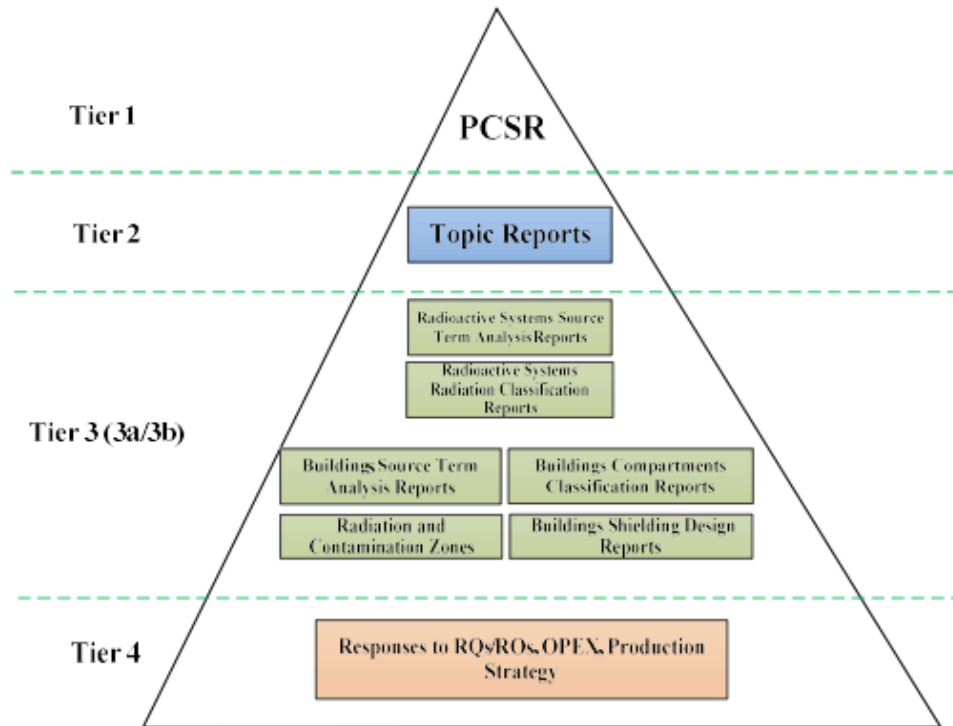 Tier 1
PCSR
Tier 2
Topic Reports
Radioactive Systems Source
Term Analysis Reports
Radioactive Systems
Radiation Classification
Reports
Tier 3 (3a/3b)
Buildings Source Term
Analysis Reports
Buildings Compartments
Classification Reports
Radiation and
Contamination Zones
Buildings Shielding Design
Reports
Tier 4
Responses to RQs/ROs, OPEX, Production
Strategy